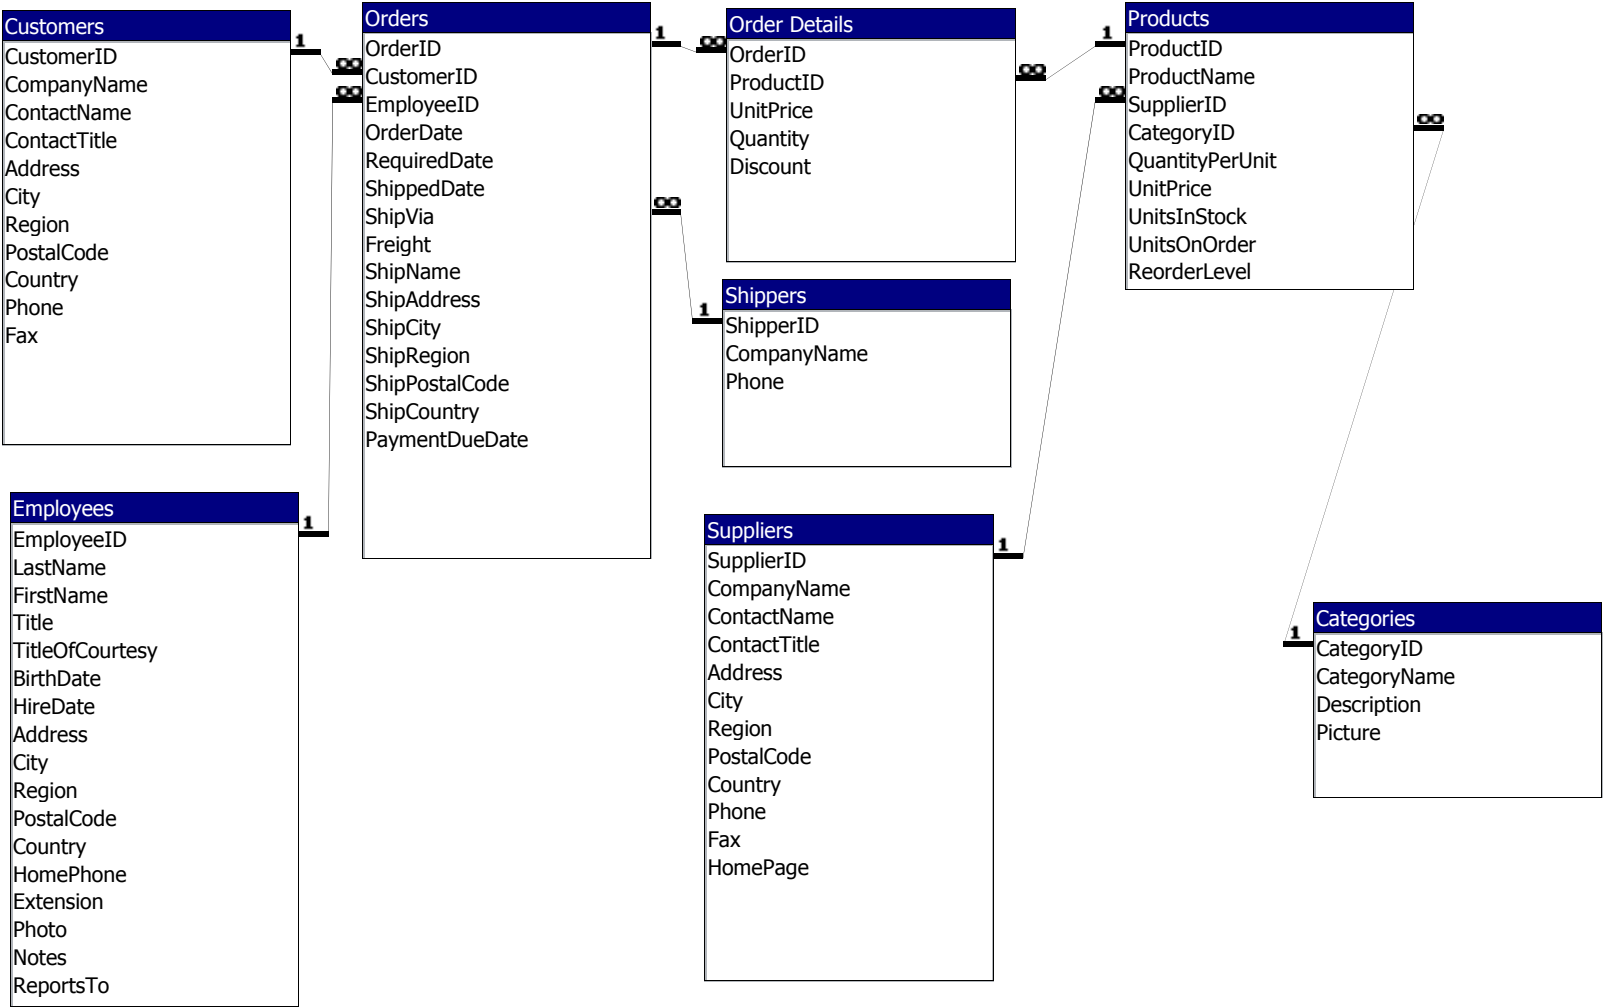 Customers
CustomerID
CompanyName
ContactName
ContactTitle
Address
City
Region
PostalCode
Country
Phone
Fax
1
∞
∞
Orders
OrderID
CustomerID
EmployeeID
OrderDate
RequiredDate
ShippedDate
ShipVia
Freight
ShipName
ShipAddress
ShipCity
ShipRegion
ShipPostalCode
ShipCountry
PaymentDueDate
1
∞
∞
1
Order Details
OrderID
ProductID
UnitPrice
Quantity
Discount
∞
1
∞
Products
ProductID
ProductName
SupplierID
CategoryID
QuantityPerUnit
UnitPrice
UnitsInStock
UnitsOnOrder
ReorderLevel
∞
Shippers
ShipperID
CompanyName
Phone
Employees
EmployeeID
LastName
FirstName
Title
TitleOfCourtesy
BirthDate
HireDate
Address
City
Region
PostalCode
Country
HomePhone
Extension
Photo
Notes
ReportsTo
1
Suppliers
SupplierID
CompanyName
ContactName
ContactTitle
Address
City
Region
PostalCode
Country
Phone
Fax
HomePage
1
1
Categories
CategoryID
CategoryName
Description
Picture